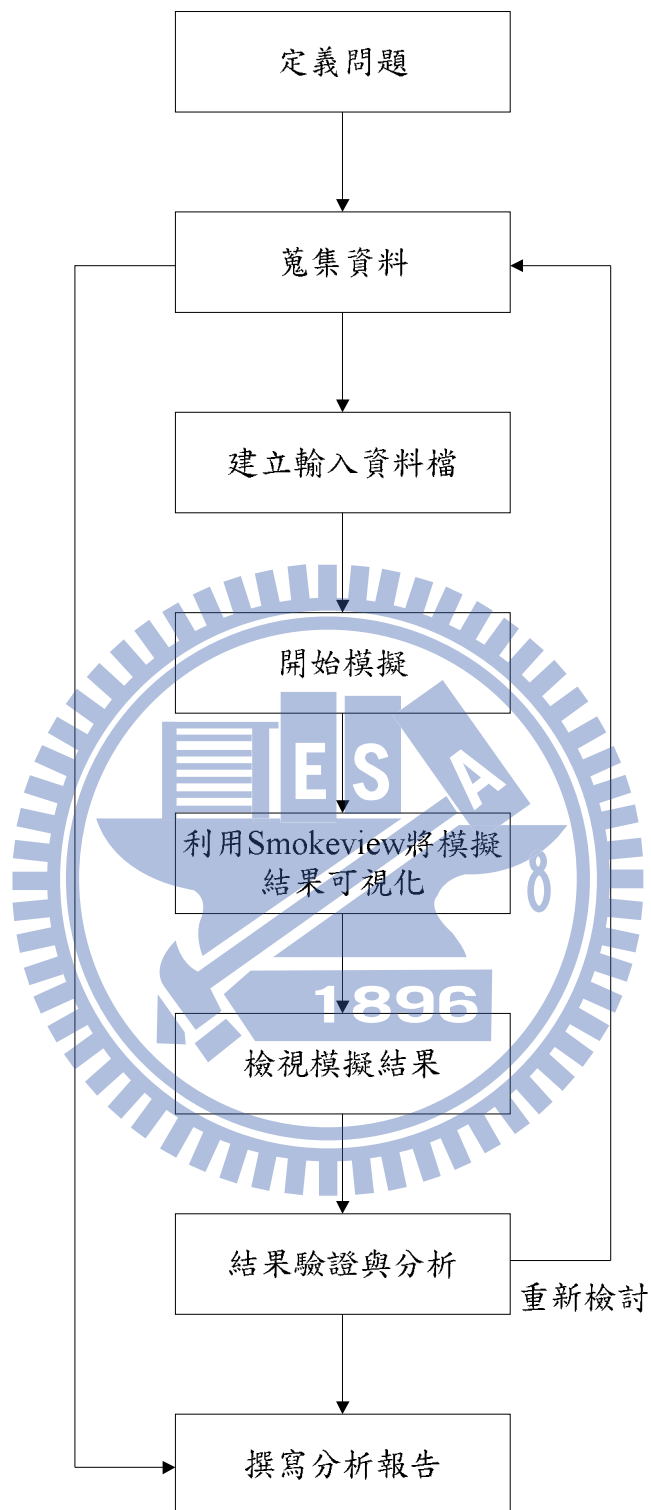 定義問題
蒐集資料
建立輸入資料檔
開始模擬
ESA
利用Smokeview將模擬
結果可視化
8
1896
檢視模擬結果
結果驗證與分析
重新檢討
撰寫分析報告